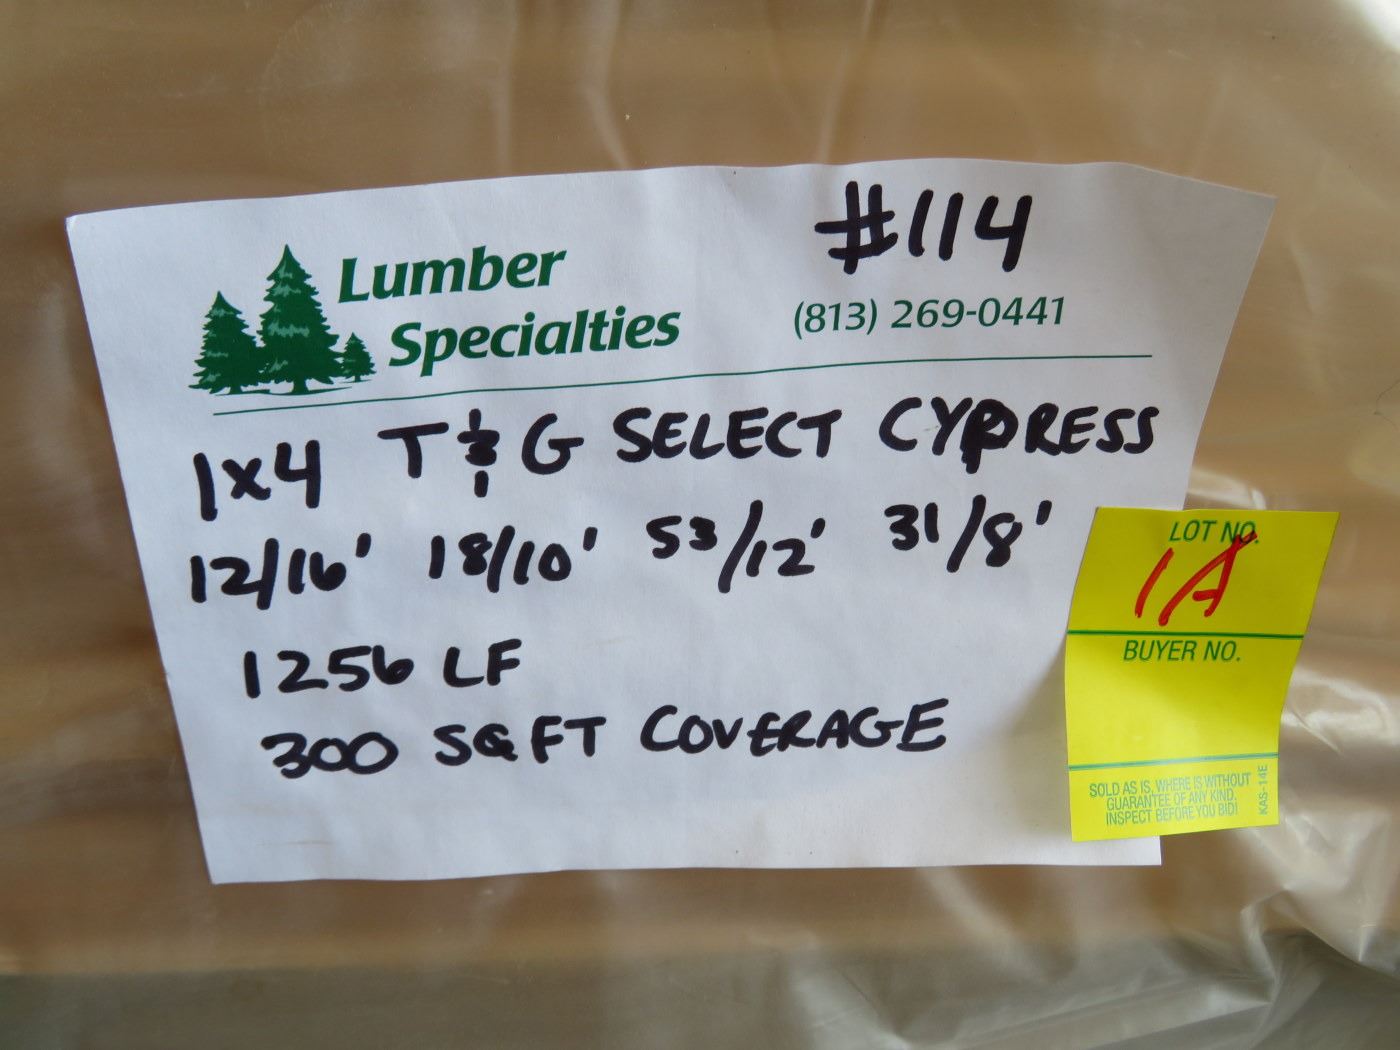 #114
Lumber
Specialties
(813) 269-0441
1x4 T&G SELECT CYPRESS
12/16' 18/10' 53/12' 31/8'
1256 LF
300 SQ FT COVERAGE
LOT NO.
1A
BUYER NO.
SOLD AS IS, WHERE IS WITHOUT
GUARANTEE OF ANY KIND.
INSPECT BEFORE YOU BID!
KAS-14E